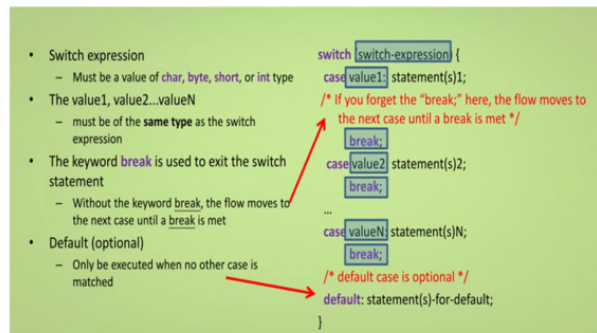 • Switch expression
– Must be a value of char, byte, short, or int type
• The value1, value2...valueN
– must be of the same type as the switch
expression
• The keyword break is used to exit the switch
statement
– Without the keyword break, the flow moves to
the next case until a break is met
• Default (optional)
– Only be executed when no other case is
matched
switch (switch-expression) {
case value1: statement(s)1;
/* If you forget the “break;” here, the flow moves to
the next case until a break is met */
break;
case value2 statement(s)2;
break;
...
case valueN: statement(s)N;
break;
/* default case is optional */
default: statement(s)-for-default;
}